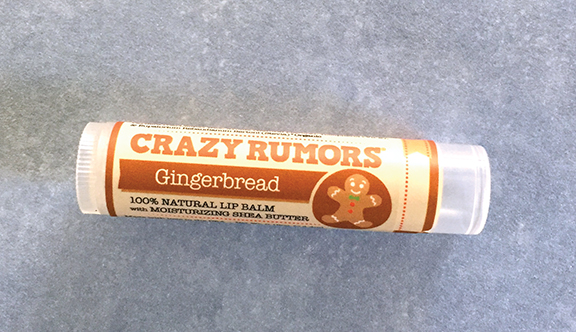 CRAZY RUMORS
Gingerbread
100% NATURAL LIP BALM
with MOISTURIZING SHEA BUTTER